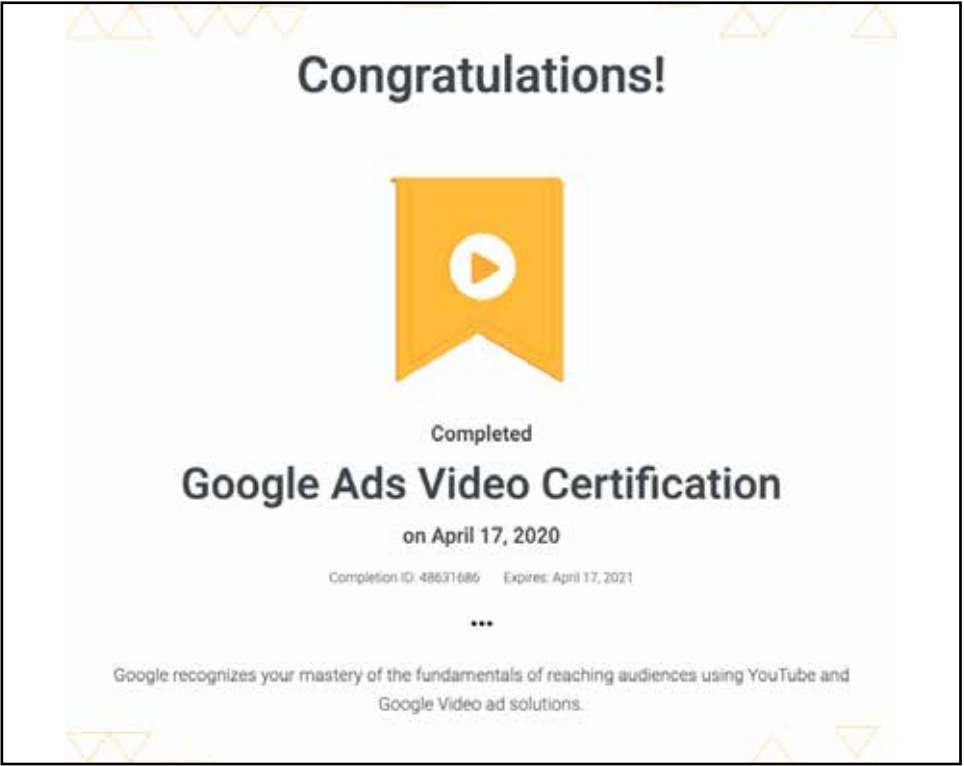 Congratulations!
Completed
Google Ads Video Certification
on April 17, 2020
Completion ID: 48631686 Expires: April 17, 2021
•••
Google recognizes your mastery of the fundamentals of reaching audiences using YouTube and
Google Video ad solutions.